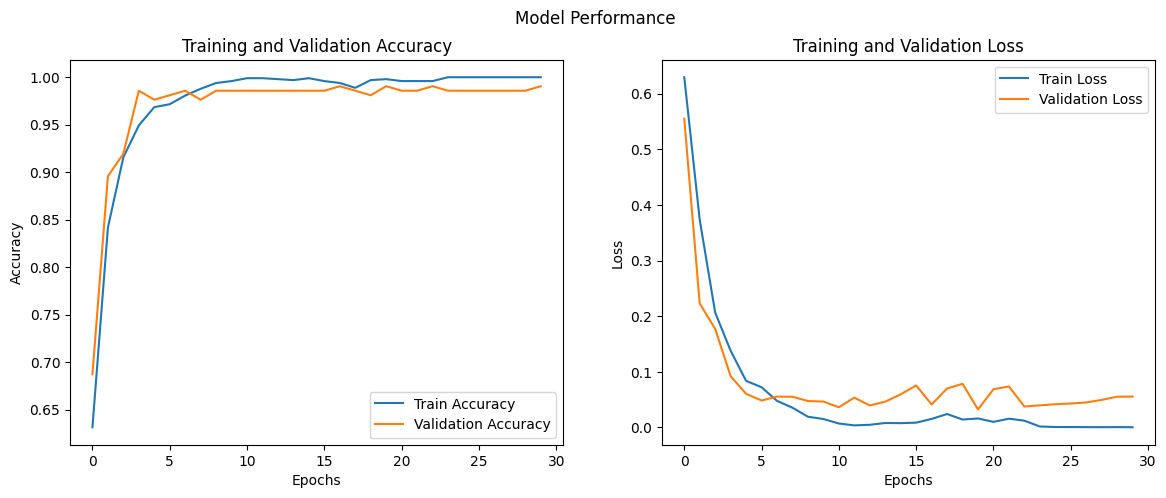 Model Performance
Training and Validation Accuracy
1.00
0.95
0.90
0.85
0.80
0.75
0.70
0.65
Accuracy
Train Accuracy
Validation Accuracy
0 5 10 15 20 25 30
Epochs
Training and Validation Loss
Train Loss
Validation Loss
0.6
0.5
0.4
0.3
0.2
0.1
0.0
Loss
0 5 10 15 20 25 30
Epochs